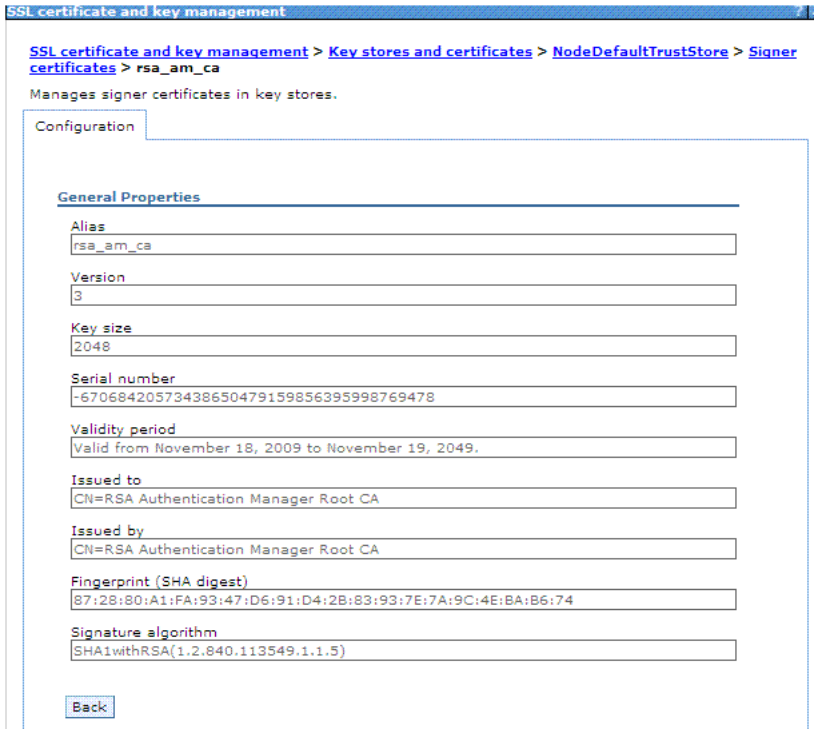 SSL certificate and key management ?
SSL certificate and key management > Key stores and certificates > NodeDefaultTrustStore > Signer
certificates > rsa_am_ca
Manages signer certificates in key stores.
Configuration
General Properties
Alias
rsa_am_ca
Version
3
Key size
2048
Serial number
-67068420573438650479159856395998769478
Validity period
Valid from November 18, 2009 to November 19, 2049.
Issued to
CN=RSA Authentication Manager Root CA
Issued by
CN=RSA Authentication Manager Root CA
Fingerprint (SHA digest)
87:28:80:A1:FA:93:47:D6:91:D4:2B:83:93:7E:7A:9C:4E:BA:B6:74
Signature algorithm
SHA1withRSA(1.2.840.113549.1.1.5)
Back